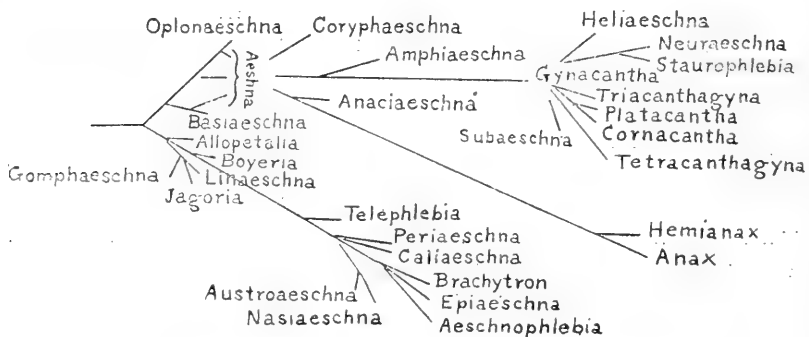 Oplonaeschna
Coryphaeschna
Heliaeschna
Amphiaeschna
Neuraeschna
Staurophlebia
Aeshna
Gynacantha
Anaciaeschna
Triacanthagyna
Platacantha
Cornacantha
Subaeschna
Tetracanthagyna
Basiaeschna
Allopetalia
Boyeria
Linaeschna
Gomphaeschna
Jagoria
Telephlebia
Periaeschna
Caliaeschna
Hemianax
Anax
Brachytron
Epiaeschna
Aeschnophlebia
Austroaeschna
Nasiaeschna